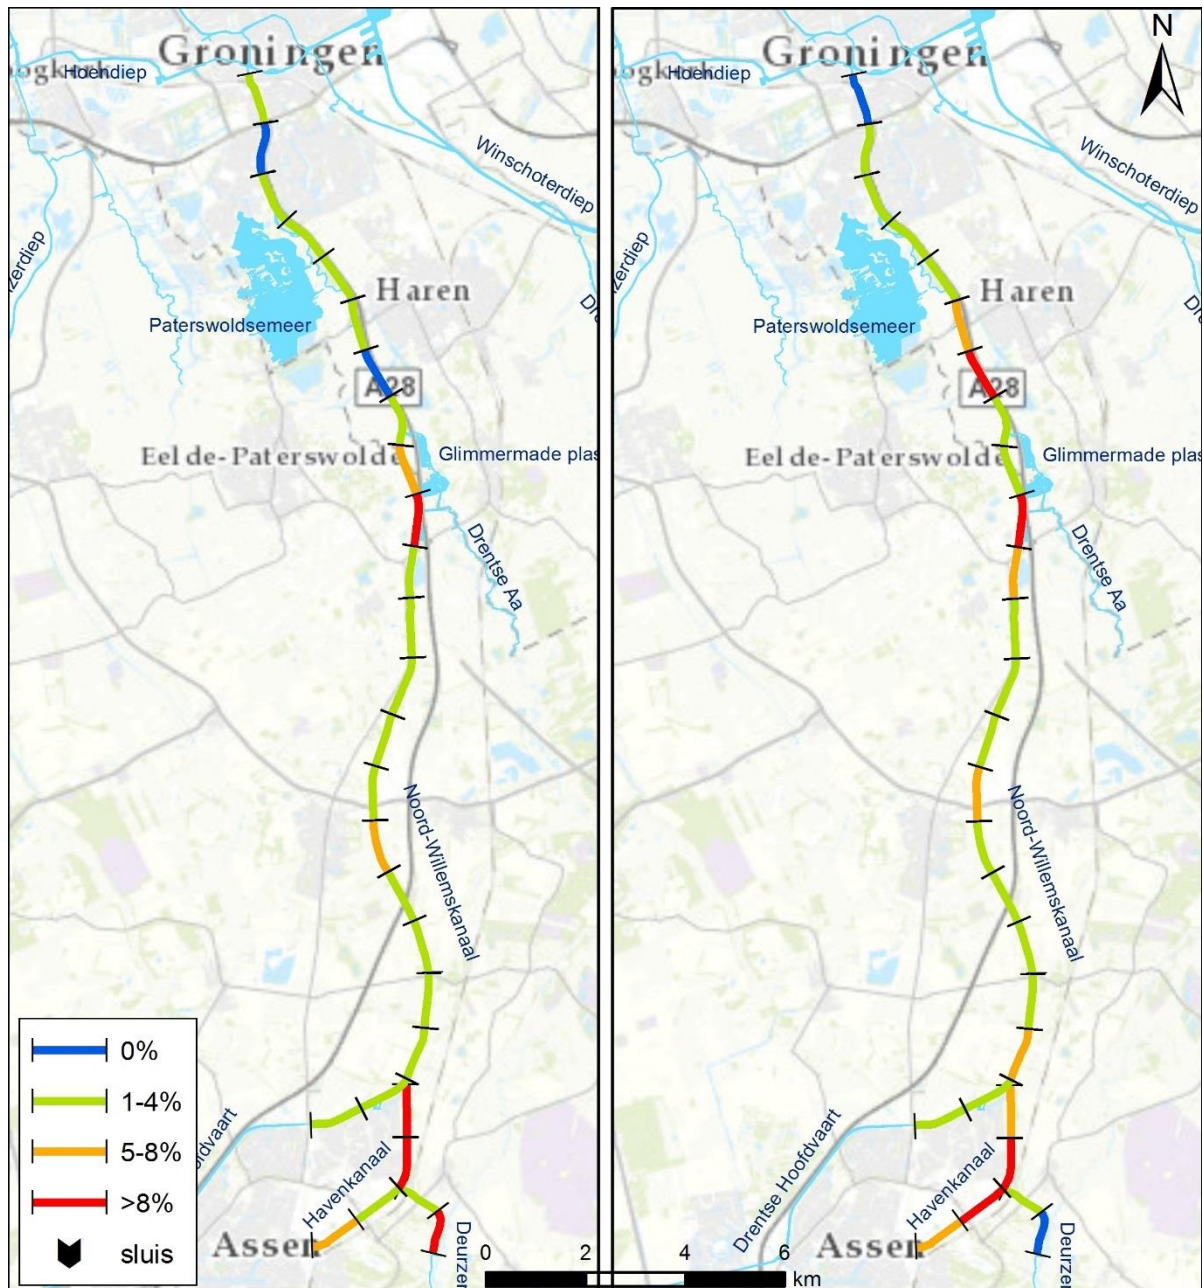 Groningen
Hoendiep
Winschoterdiep
Haren
Paterswoldsemeer
A28
Eelde-Paterswolde
Glimmermade plas
Drentse Aa
Noord-Willemskanaal
Havenkanaal
Assen
Deurzer
0%
1-4%
5-8%
>8%
sluis
N
Groningen
Hoendiep
Winschoterdiep
Haren
Paterswoldsemeer
A28
Eelde-Paterswolde
Glimmermade plas
Drentse Aa
Noord-Willemskanaal
Drentse Hoofdvaart
Havenkanaal
Assen
Deurzer
0 2 4 6
km